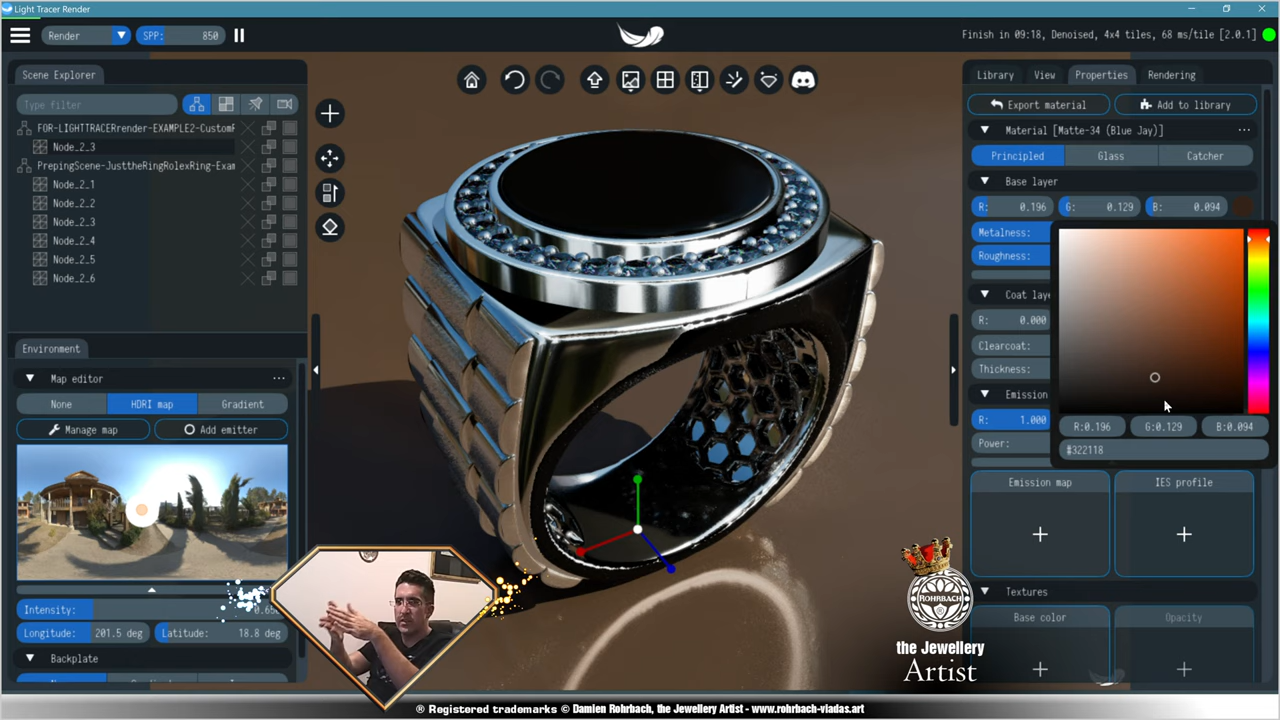 Light Tracer Render
Render
SPP: 850
Finish in 09:18, Denoised, 4x4 tiles, 68 ms/tile [2.0.1]
Scene Explorer
Type filter
FOR-LIGHTTRACERrender-EXAMPLE2-CustomF
Node_2_3
PrepingScene-JusttheRingRolexRing-Exam
Node_2_1
Node_2_2
Node_2_3
Node_2_4
Node_2_5
Node_2_6
Environment
Map editor
None
HDRI map
Gradient
Manage map
Add emitter
Intensity:
Longitude: 201.5 deg
Latitude: 18.8 deg
Backplate
Library
View
Properties
Rendering
Export material
Add to library
Material [Matte-34 (Blue Jay)]
Principled
Glass
Catcher
Base layer
R: 0.196
G: 0.129
B: 0.094
Metalness:
Roughness:
Coat laye
R: 0.000
Clearcoat:
Thickness:
Emission
R: 1.000
Power:
R:0.196
G:0.129
B:0.094
#322118
Emission map
IES profile
Textures
Base color
Opacity
ROHRBACH
the Jewellery
Artist
® Registered trademarks © Damien Rohrbach, the Jewellery Artist - www.rohrbach-viadas.art